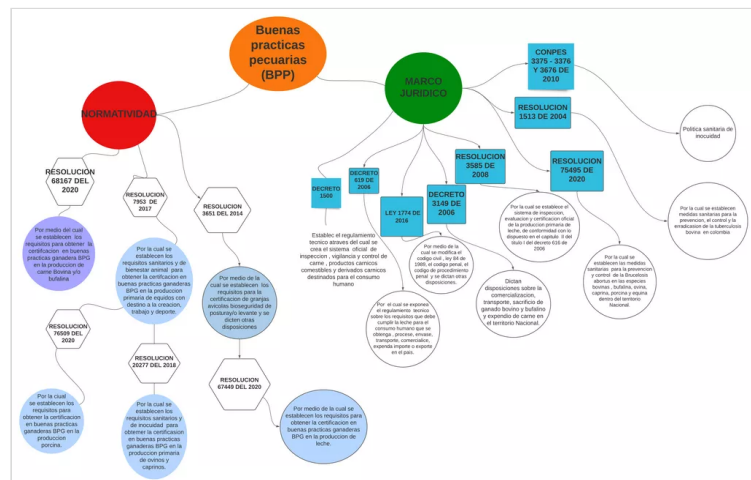 Buenas
practicas
pecuarias
(BPP)
NORMATIVIDAD
MARCO
JURIDICO
CONPES
3375 - 3376
Y 3676 DE
2010
RESOLUCION
1513 DE 2004
Politica sanitaria de
inocuidad
RESOLUCION
68167 DEL
2020
RESOLUCION
7953 DE
2017
RESOLUCION
3651 DEL 2014
DECRETO
1500
DECRETO
616 DE
2006
LEY 1774 DE
2016
DECRETO
3149 DE
2006
RESOLUCION
3585 DE
2008
RESOLUCION
75495 DE
2020
Por medio del cual
se establecen los
requisitos para obtener la
certificacion en buenas
practicas ganadera BPG
en la produccion de
carne Bovina y/o
bufalina
Por la cual se
establecen los
requisitos sanitarios y de
bienestar animal para
obtener la certificacion en
buenas practicas ganaderas
BPG en la produccion
primaria de equidos con
destino a la creacion,
trabajo y deporte.
Por medio de la
cual se establecen los
requisitos para la
certificacion de granjas
avicolas bioseguridad de
postura y/o levante y se
dictan otras
disposiciones
Establec el regulamiento
tecnico atraves del cual se
crea el sistema oficial de
inspeccion , vigilancia y control de
carne , productos carnicos
comestibles y derivados carnicos
destinados para el consumo
humano
Por medio de la
cual se modifica el
codigo civil , ley 84 de
1989, el codigo penal, el
codigo de procedimiento
penal y se dictan otras
disposiciones.
Por la cual se establece el
sistema de inspeccion,
evaluacion y certificacion oficial
de la produccion primaria de
leche, de conformidad con lo
dispuesto en el capitulo II del
titulo I del decreto 616 de
2006
Por la cual se establecen
medidas sanitarias para la
prevencion, el control y la
erradicacion de la tuberculosis
bovina en colombia
Por la cual se
establecen las medidas
sanitarias para la prevencion
y control de la Brucelosis
abortus en las especies
bovinas , bufalina, ovina,
caprina, porcina y equina
dentro del territorio
Nacional
Dictan
disposiciones sobre la
comercializacion,
transporte, sacrificio de
ganado bovino y bufalino
y expendio de carne en
el territorio Nacional.
Por el cual se exponea
el regulamiento tecnico
sobre los requisitos que debe
cumplir la leche para el
consumo humano que se
obtenga , procese, envase,
transporte, comercialice,
expenda importe o exporte
en el pais.
RESOLUCION
76509 DEL
2020
RESOLUCION
20277 DEL 2018
RESOLUCION
67449 DEL 2020
Por la cual
se establecen los
requisitos para
obtener la certificacion
en buenas practicas
ganaderas BPG en la
produccion
porcina.
Por la cual se
establecen los
requisitos sanitarios y
de inocuidad para
obtener la certificacion en
buenas practicas
ganaderas BPG en la
produccion primaria
de ovinos y
caprinos.
Por medio de la cual se
establecen los requisitos para
obtener la certificacion en
buenas practicas ganaderas
BPG en la produccion de
leche.